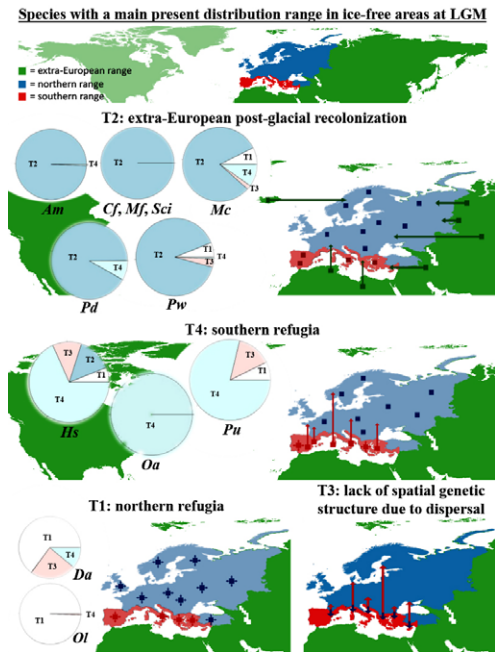 Species with a main present distribution range in ice-free areas at LGM
= extra-European range
= northern range
= southern range
T2: extra-European post-glacial recolonization
T2
T4
Am
T2
Cf, Mf, Sci
T2
T1
T4
T3
Mc
T2
T4
Pd
T2
T1
T4
T3
Pw
T4: southern refugia
T3
T2
T1
T4
Hs
T4
Oa
T3
T1
T4
Pu
T1: northern refugia
T3: lack of spatial genetic
structure due to dispersal
T1
T4
T3
Da
T1
T4
Ol